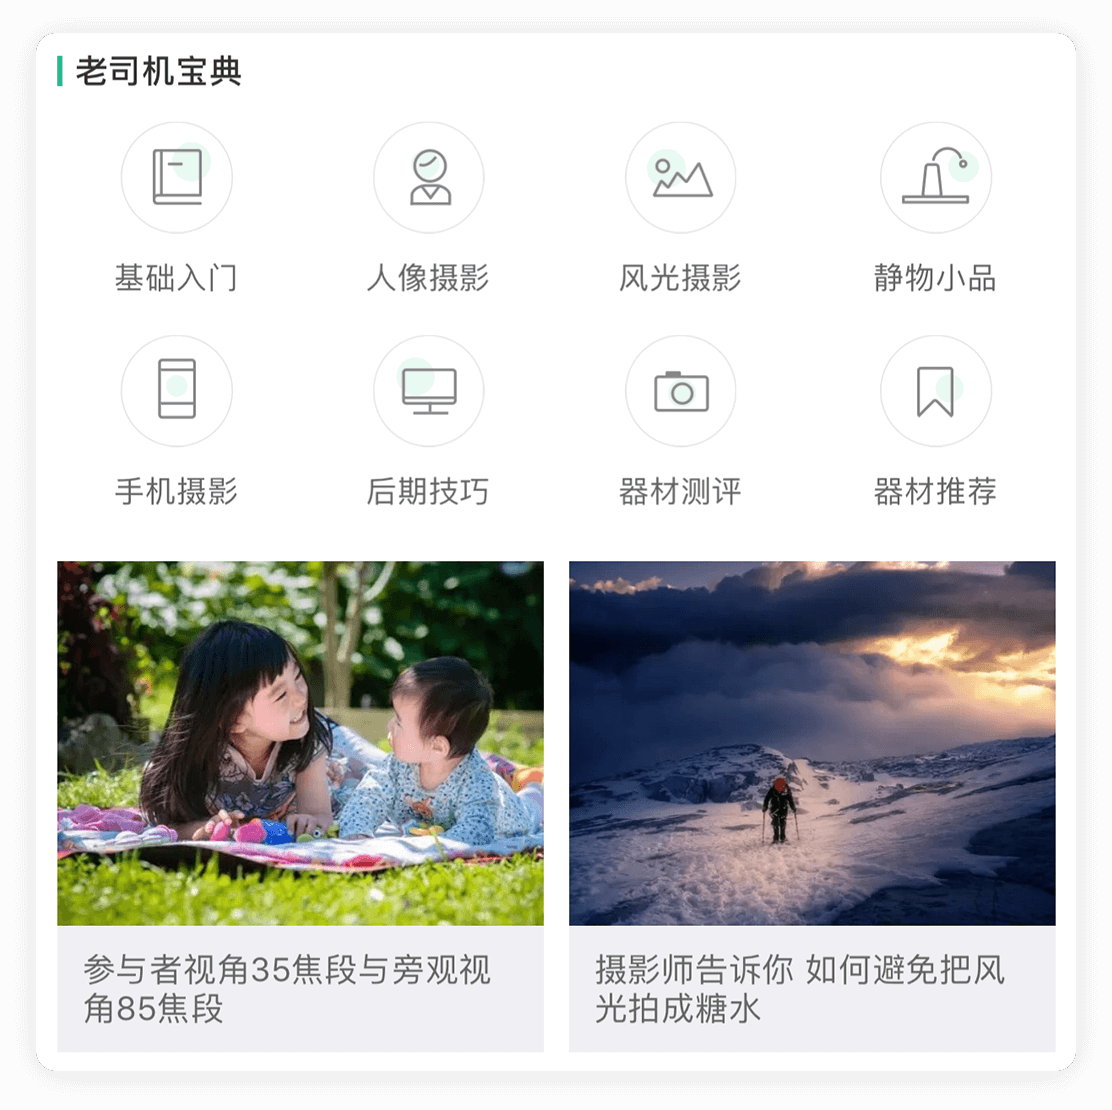 老司机宝典
基础入门
人像摄影
风光摄影
静物小品
手机摄影
后期技巧
器材测评
器材推荐
参与者视角35焦段与旁观视
角85焦段
摄影师告诉你 如何避免把风
光拍成糖水